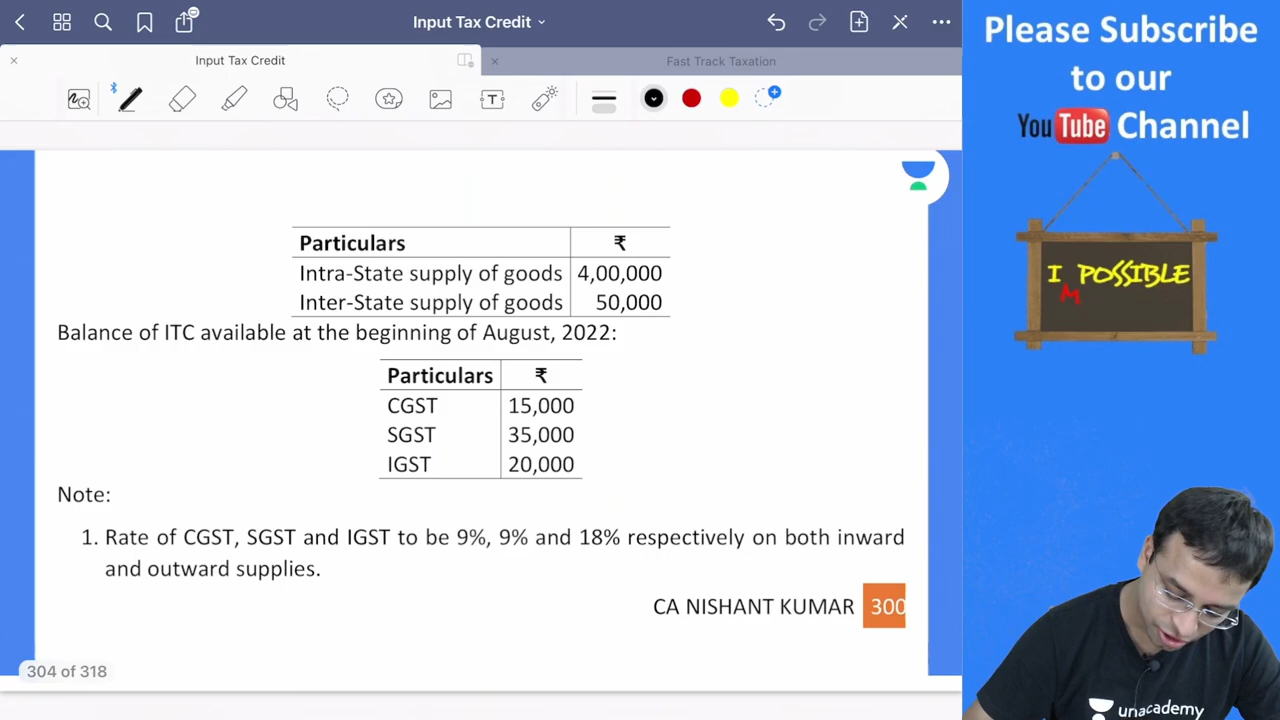 Input Tax Credit
Input Tax Credit
Fast Track Taxation
T
Particulars ₹
Intra-State supply of goods 4,00,000
Inter-State supply of goods 50,000
Balance of ITC available at the beginning of August, 2022:
Particulars ₹
CGST 15,000
SGST 35,000
IGST 20,000
Note:
1. Rate of CGST, SGST and IGST to be 9%, 9% and 18% respectively on both inward
and outward supplies.
CA NISHANT KUMAR 300
304 of 318
Please Subscribe
to our
YouTube Channel
I M POSSIBLE
unacademy